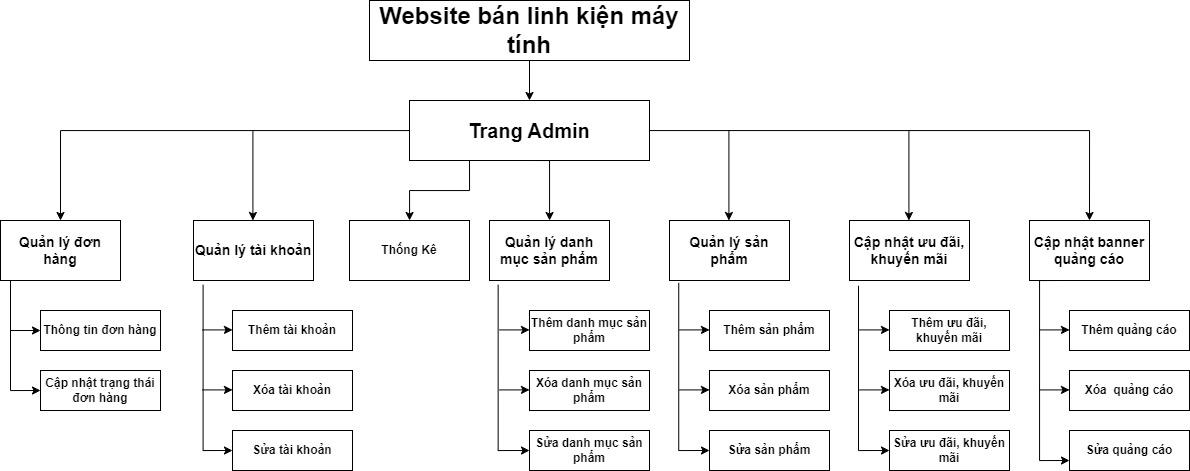 Website bán linh kiện máy
tính
Trang Admin
Quản lý đơn
hàng
Quản lý tài khoản
Thống Kê
Quản lý danh
mục sản phẩm
Quản lý sản
phẩm
Cập nhật ưu đãi,
khuyến mãi
Cập nhât banner
quảng cáo
Thông tin đơn hàng
Cập nhật trạng thái
đơn hàng
Thêm tài khoản
Xóa tài khoản
Sửa tài khoản
Thêm danh mục sản
phẩm
Xóa danh mục sản
phẩm
Sửa danh mục sản
phẩm
Thêm sản phẩm
Xóa sản phẩm
Sửa sản phẩm
Thêm ưu đãi,
khuyến mãi
Xóa ưu đãi, khuyến
mãi
Sửa ưu đãi, khuyến
mãi
Thêm quảng cáo
Xóa  quảng cáo
Sửa quảng cáo